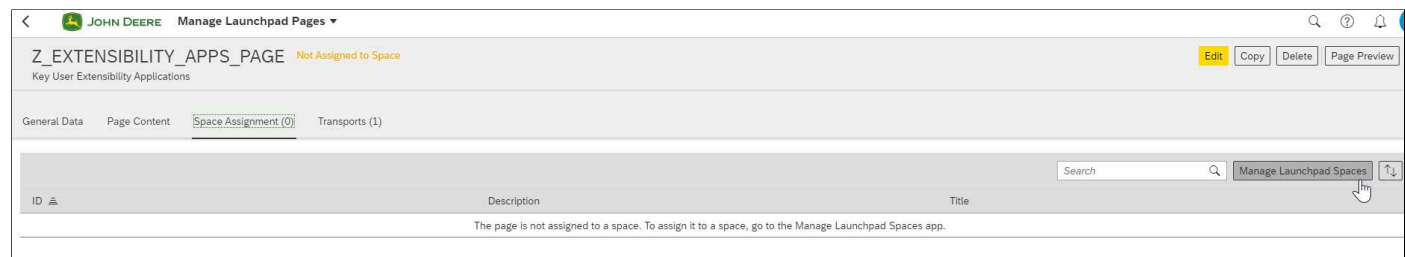 JOHN DEERE Manage Launchpad Pages
Z_EXTENSIBILITY_APPS_PAGE Not Assigned to Space Edit Copy Delete Page Preview
Key User Extensibility Applications
General Data Page Content Space Assignment (0) Transports (1)
Search Manage Launchpad Spaces
ID Description Title
The page is not assigned to a space. To assign it to a space, go to the Manage Launchpad Spaces app.